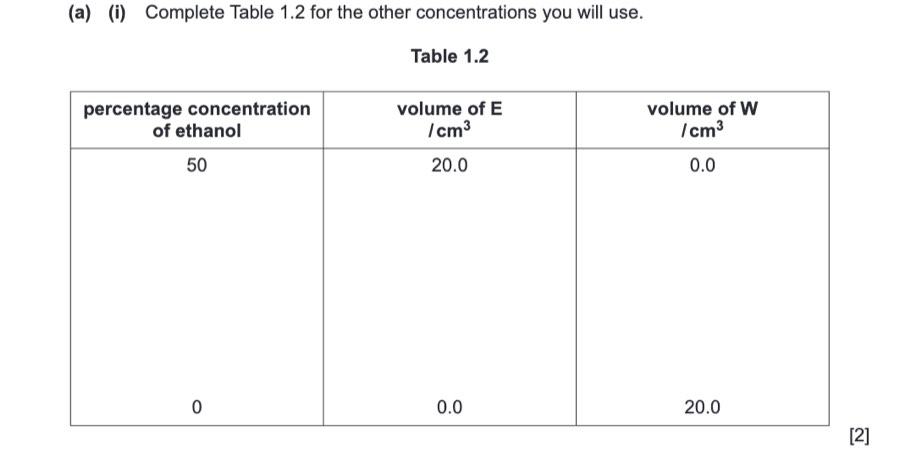 (a) (i) Complete Table 1.2 for the other concentrations you will use.
Table 1.2
percentage concentration of ethanol
volume of E /cm³
volume of W /cm³
50 20.0 0.0
0 0.0 20.0
[2]